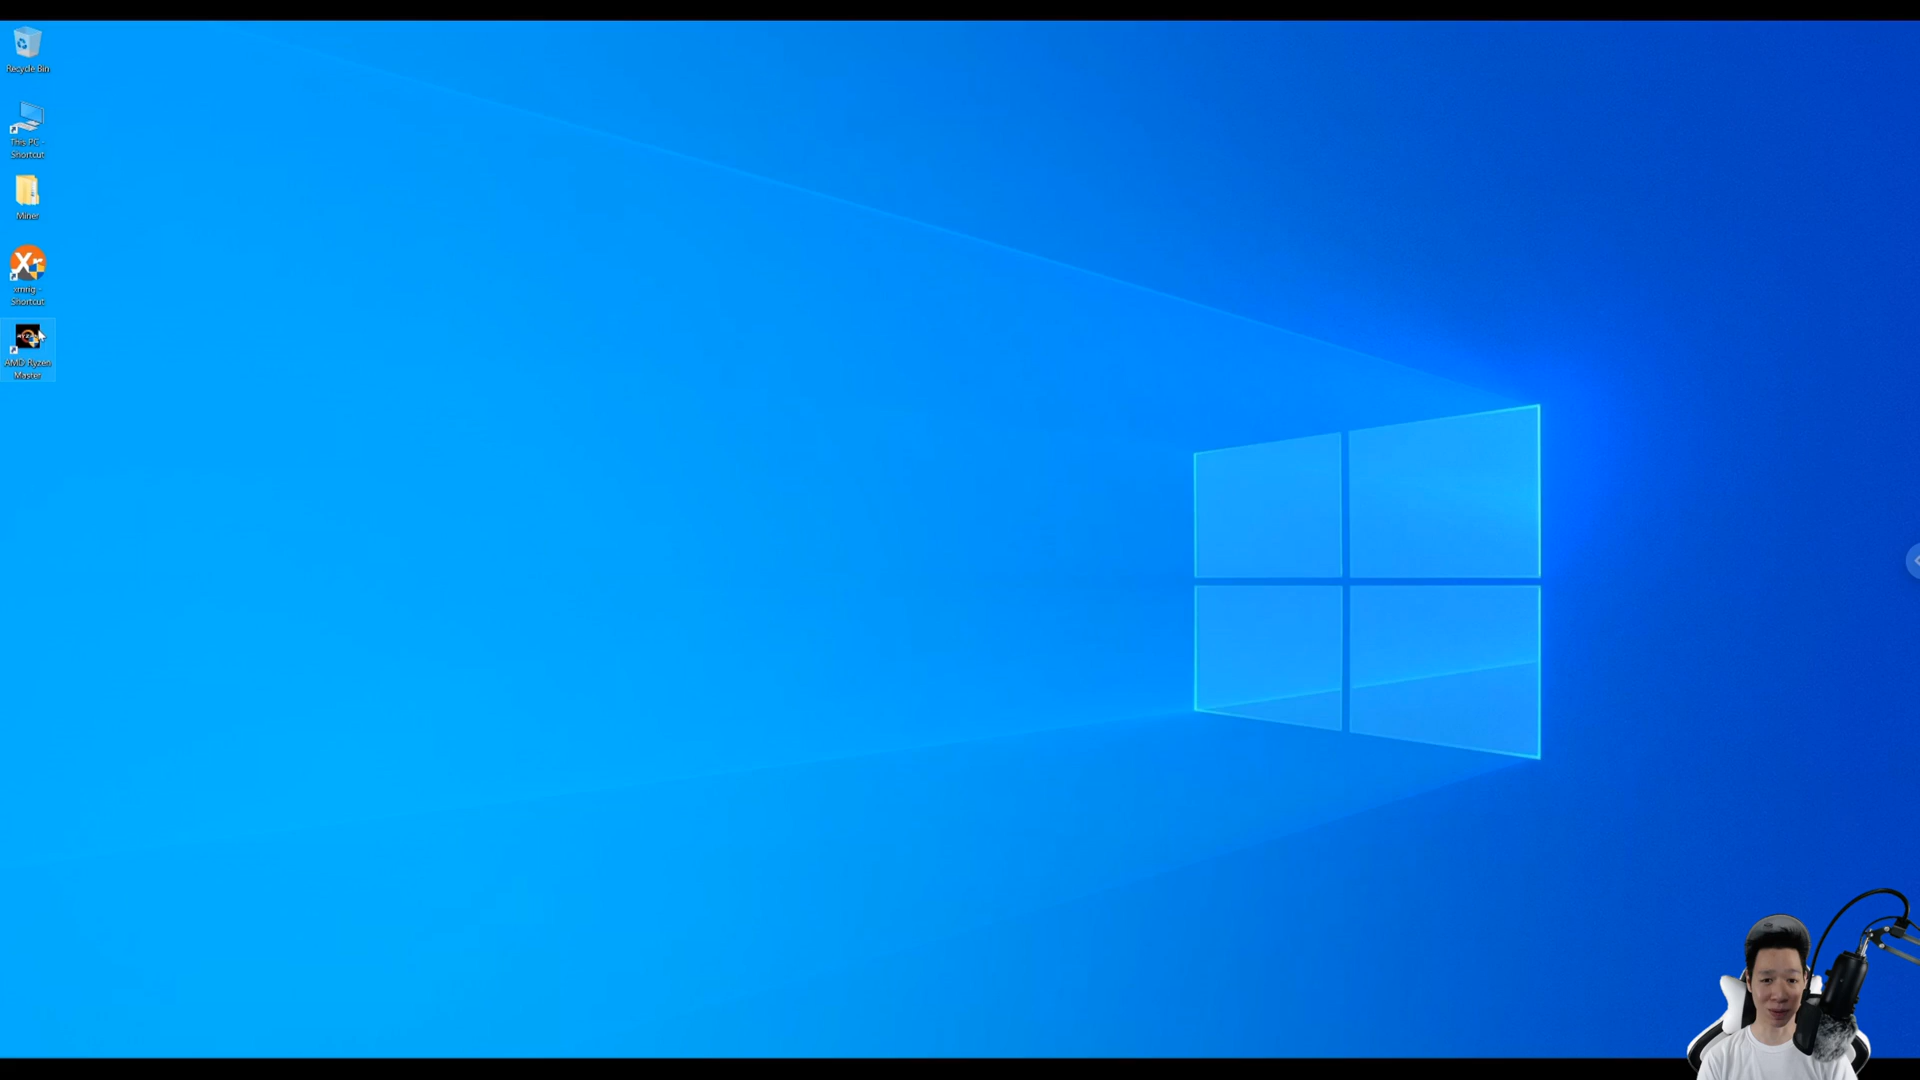 Recycle Bin
This PC -
Shortcut
Miner
xmrig -
Shortcut
AMD Ryzen
Master